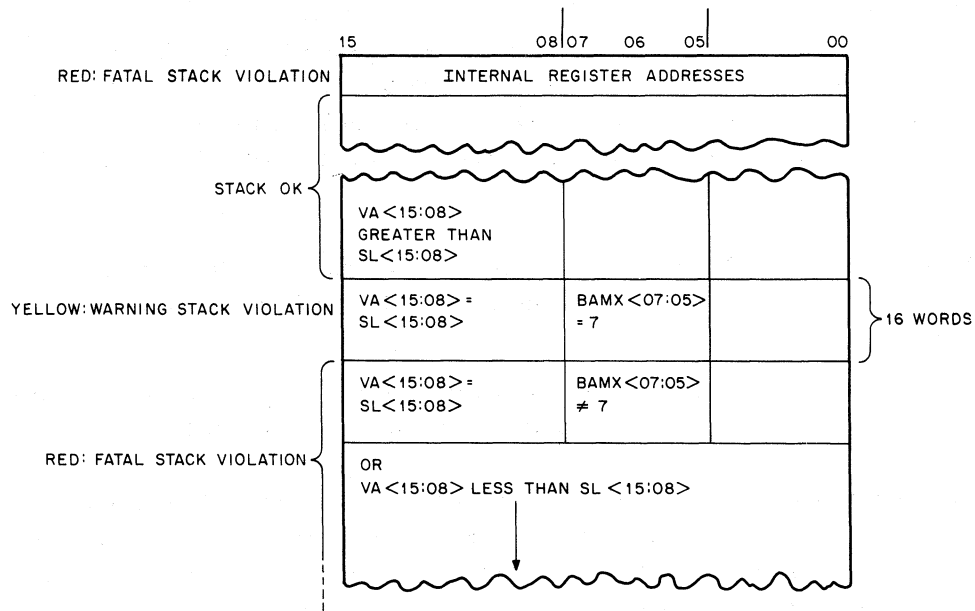 15 08 07 06 05 00
RED: FATAL STACK VIOLATION
INTERNAL REGISTER ADDRESSES
STACK OK
VA<15:08>
GREATER THAN
SL<15:08>
YELLOW: WARNING STACK VIOLATION
VA<15:08> =
SL<15:08>
BAMX<07:05>
= 7
16 WORDS
VA<15:08> =
SL<15:08>
BAMX<07:05>
≠ 7
RED: FATAL STACK VIOLATION
OR
VA<15:08> LESS THAN SL<15:08>